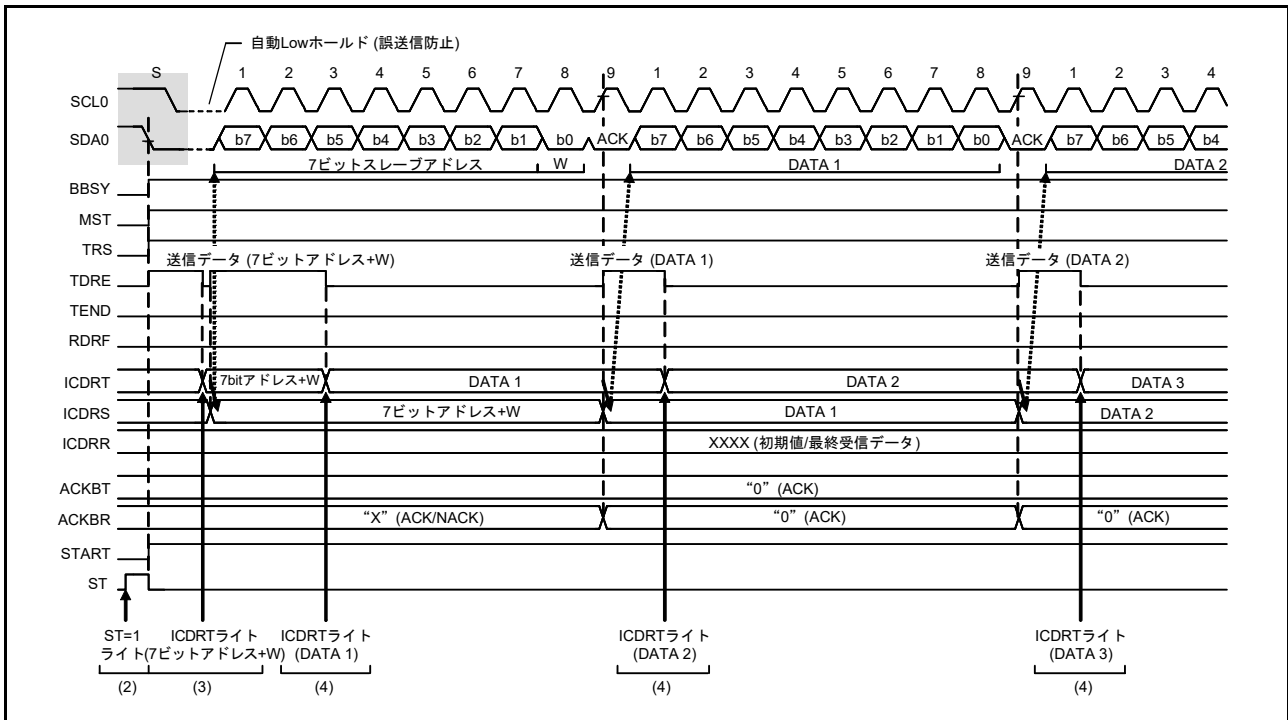 自動Lowホールド (誤送信防止)
S 1 2 3 4 5 6 7 8 9 1 2 3 4 5 6 7 8 9 1 2 3 4
SCL0
SDA0 b7 b6 b5 b4 b3 b2 b1 b0 ACK b7 b6 b5 b4 b3 b2 b1 b0 ACK b7 b6 b5 b4
7ビットスレーブアドレス W DATA 1 DATA 2
BBSY
MST
TRS
送信データ (7ビットアドレス+W) 送信データ (DATA 1) 送信データ (DATA 2)
TDRE
TEND
RDRF
ICDRT 7bitアドレス+W DATA 1 DATA 2 DATA 3
ICDRS 7ビットアドレス+W DATA 1 DATA 2
ICDRR XXXX (初期値/最終受信データ)
ACKBT “0” (ACK)
ACKBR “X” (ACK/NACK) “0” (ACK) “0” (ACK)
START
ST
ST=1 ICDRTライト ICDRTライト ICDRTライト ICDRTライト
ライト (7ビットアドレス+W) (DATA 1) (DATA 2) (DATA 3)
(2) (3) (4) (4) (4)